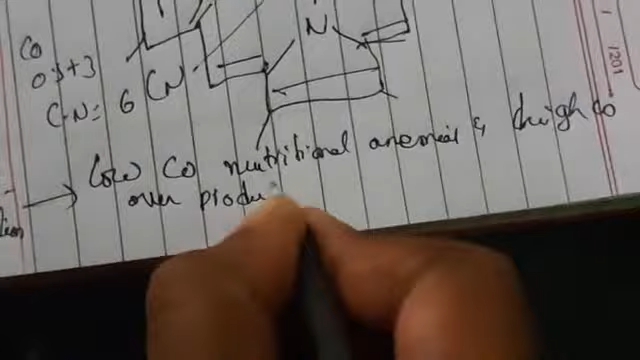 N
Co
O.S +3
C.N = 6
CN
Low Co nutritional anemia & high Co
over produ